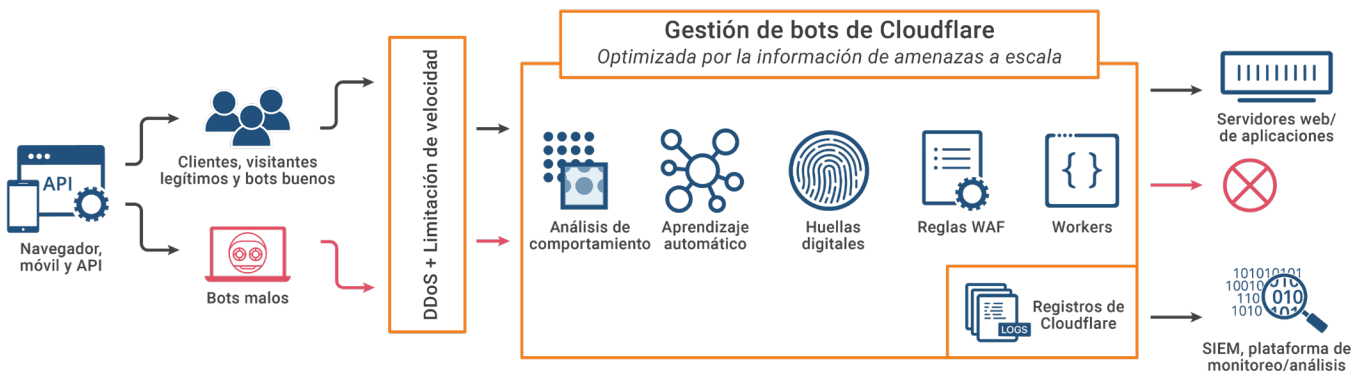 Gestión de bots de Cloudflare
Optimizada por la información de amenazas a escala
API
Navegador,
móvil y API
Clientes, visitantes
legítimos y bots buenos
Bots malos
DDoS + Limitación de velocidad
Análisis de
comportamiento
Aprendizaje
automático
Huellas
digitales
Reglas WAF
{ }
Workers
LOGS
Registros de
Cloudflare
Servidores web/
de aplicaciones
101010101
10010
110
1010
010
010
101
SIEM, plataforma de
monitoreo/análisis